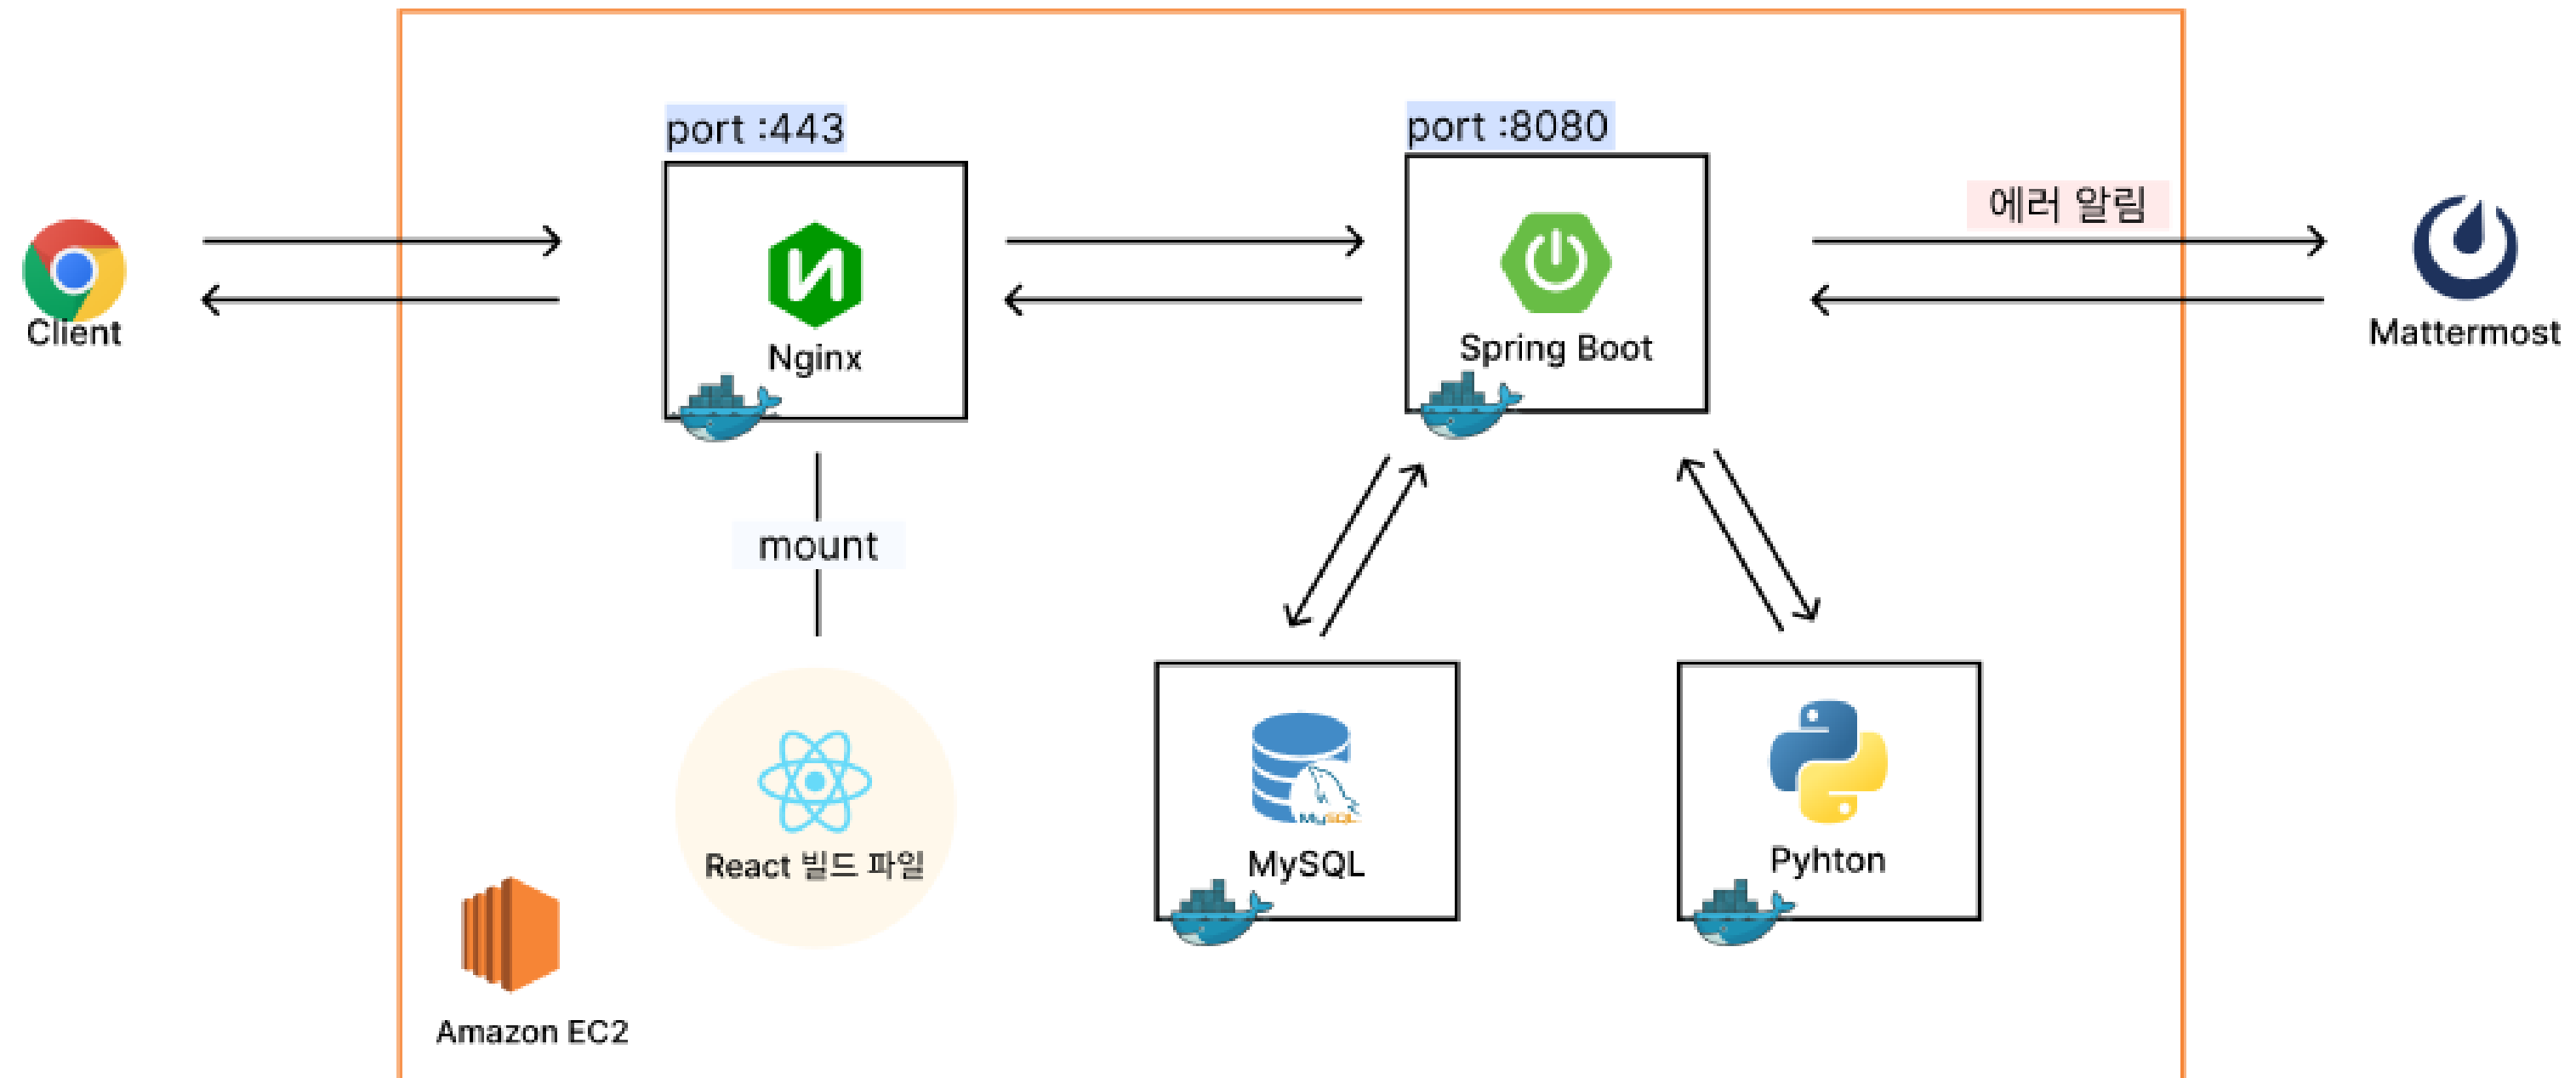 port :443
port :8080
에러 알림
Client
Nginx
Spring Boot
Mattermost
mount
MySQL
React 빌드 파일
MySQL
Pyhton
Amazon EC2